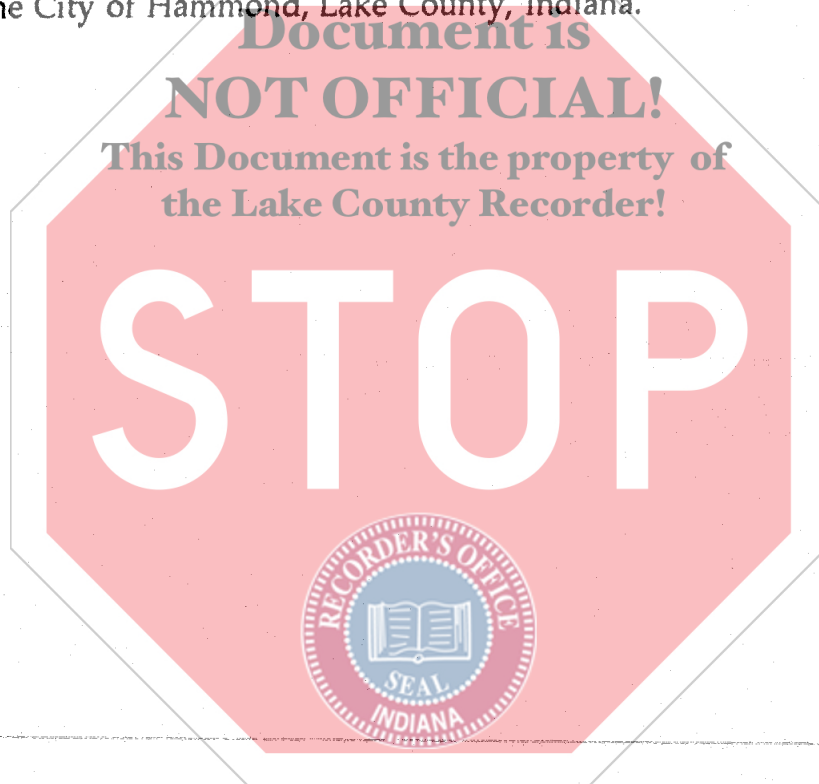 he City of Hammond, Lake County, Indiana.
Document is
NOT OFFICIAL!
This Document is the property of
the Lake County Recorder!
STOP
RECORDER'S OFFICE
SEAL
INDIANA